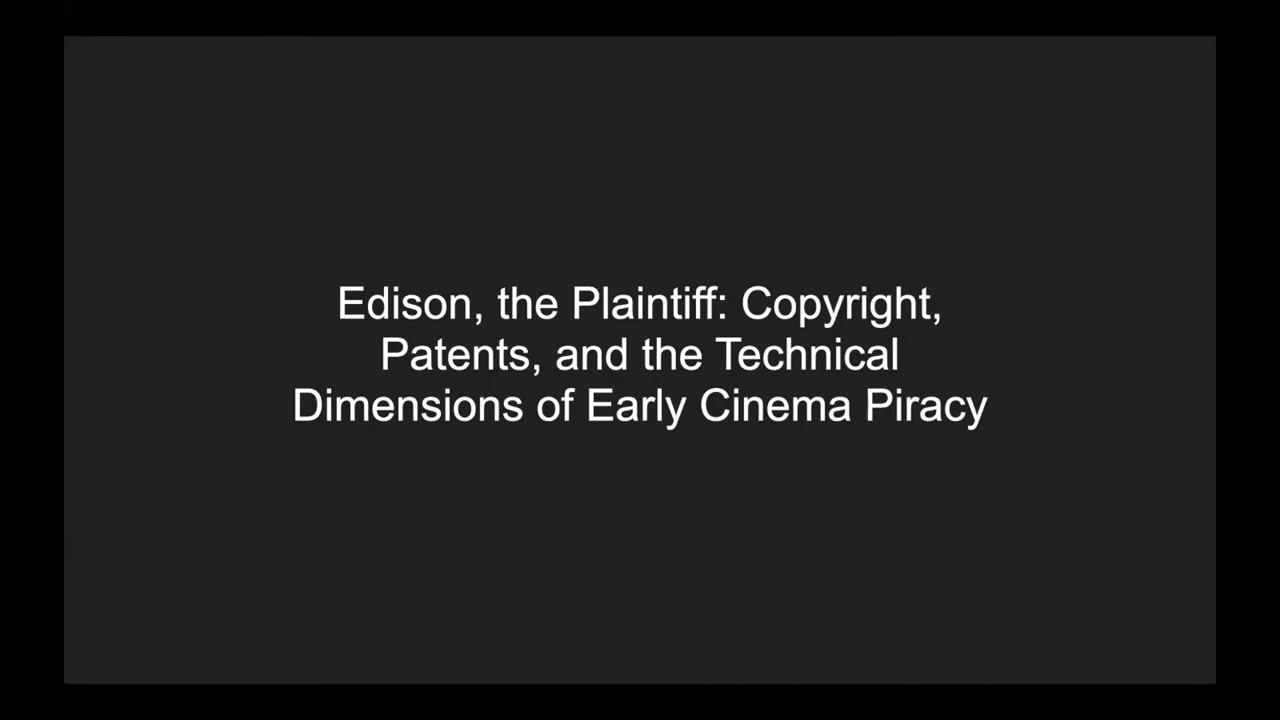 Edison, the Plaintiff: Copyright,
Patents, and the Technical
Dimensions of Early Cinema Piracy